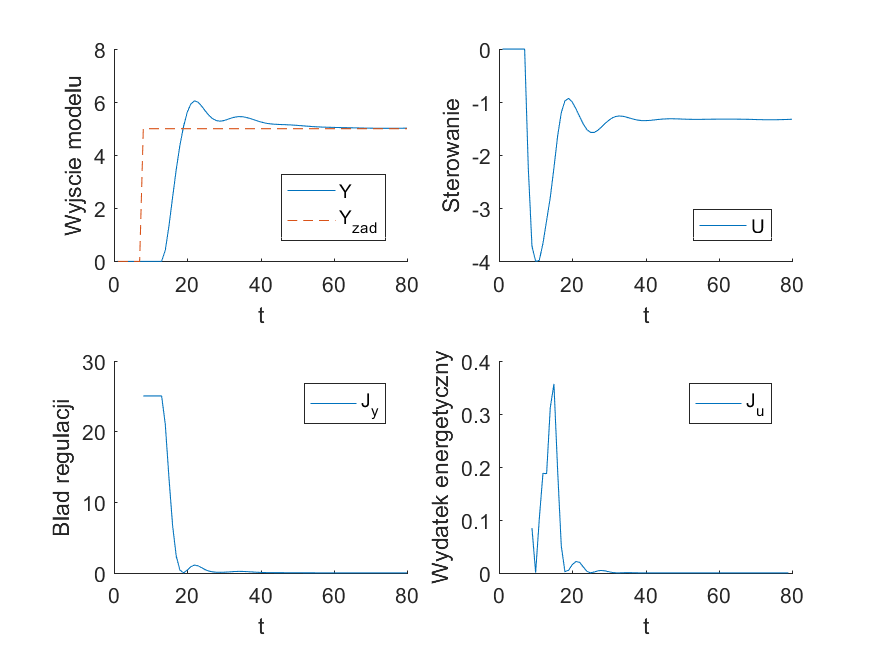 Wyjscie modelu
8
6
4
2
0
0 20 40 60 80
t
Y
Y_zad
Sterowanie
0
-1
-2
-3
-4
0 20 40 60 80
t
U
Blad regulacji
30
20
10
0
0 20 40 60 80
t
J_y
Wydatek energetyczny
0.4
0.3
0.2
0.1
0
0 20 40 60 80
t
J_u